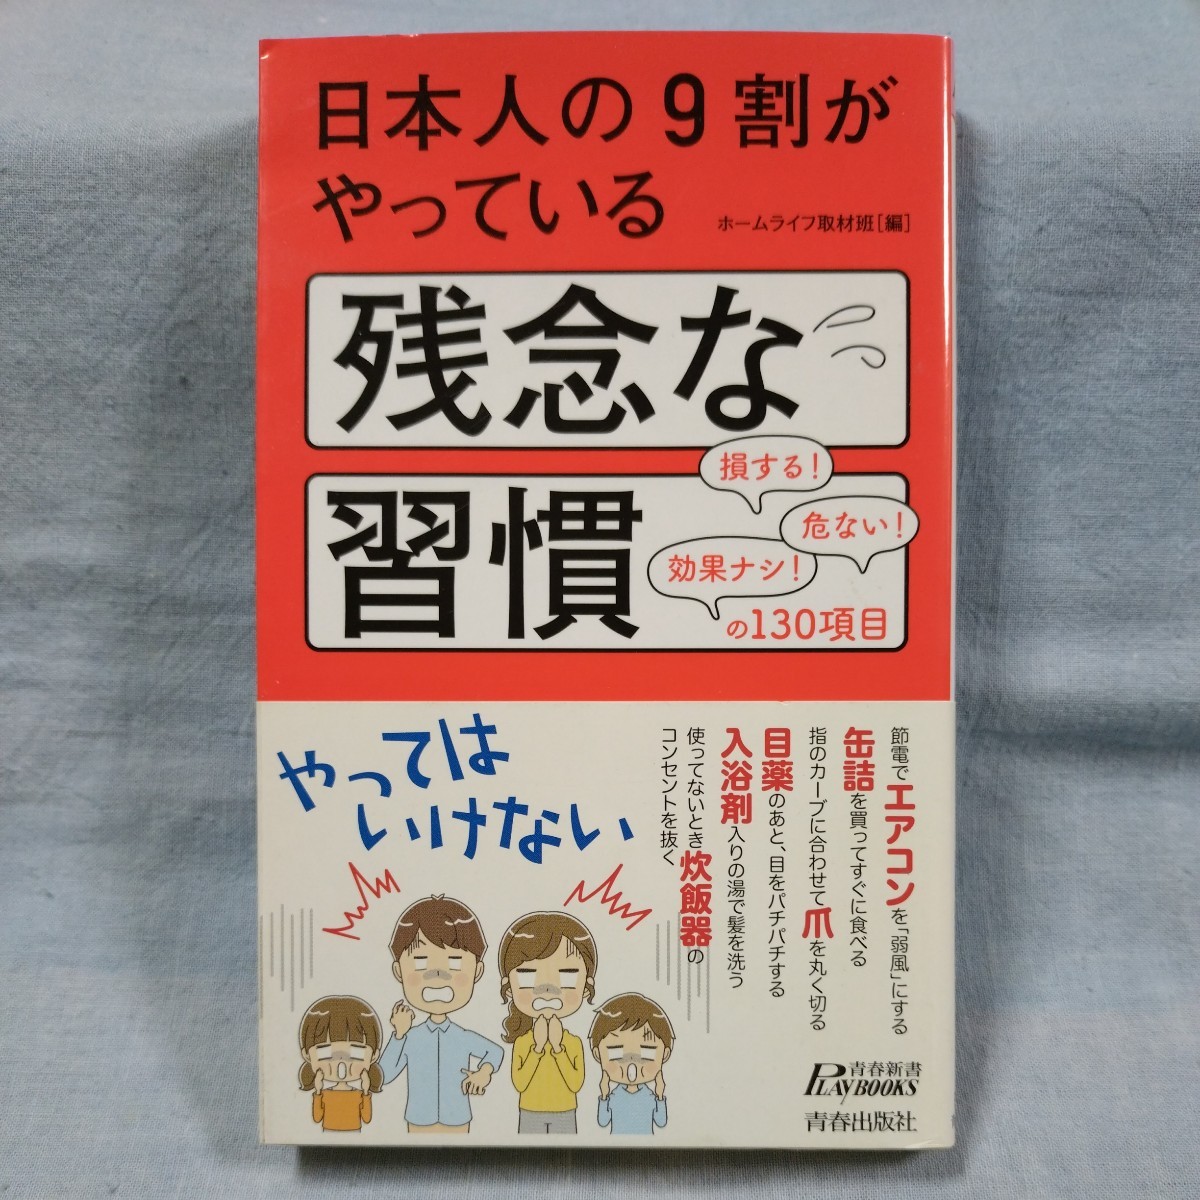 日本人の9割が
やっている
ホームライフ取材班[編]
残念な
習慣
損する!
危ない!
効果ナシ!
の130項目
やっては
いけない
節電でエアコンを「弱風」にする
缶詰を買ってすぐに食べる
指のカーブに合わせて爪を丸く切る
目薬のあと、目をパチパチする
入浴剤入りの湯で髪を洗う
使ってないとき炊飯器の
コンセントを抜く
青春新書
PLAYBOOKS
青春出版社